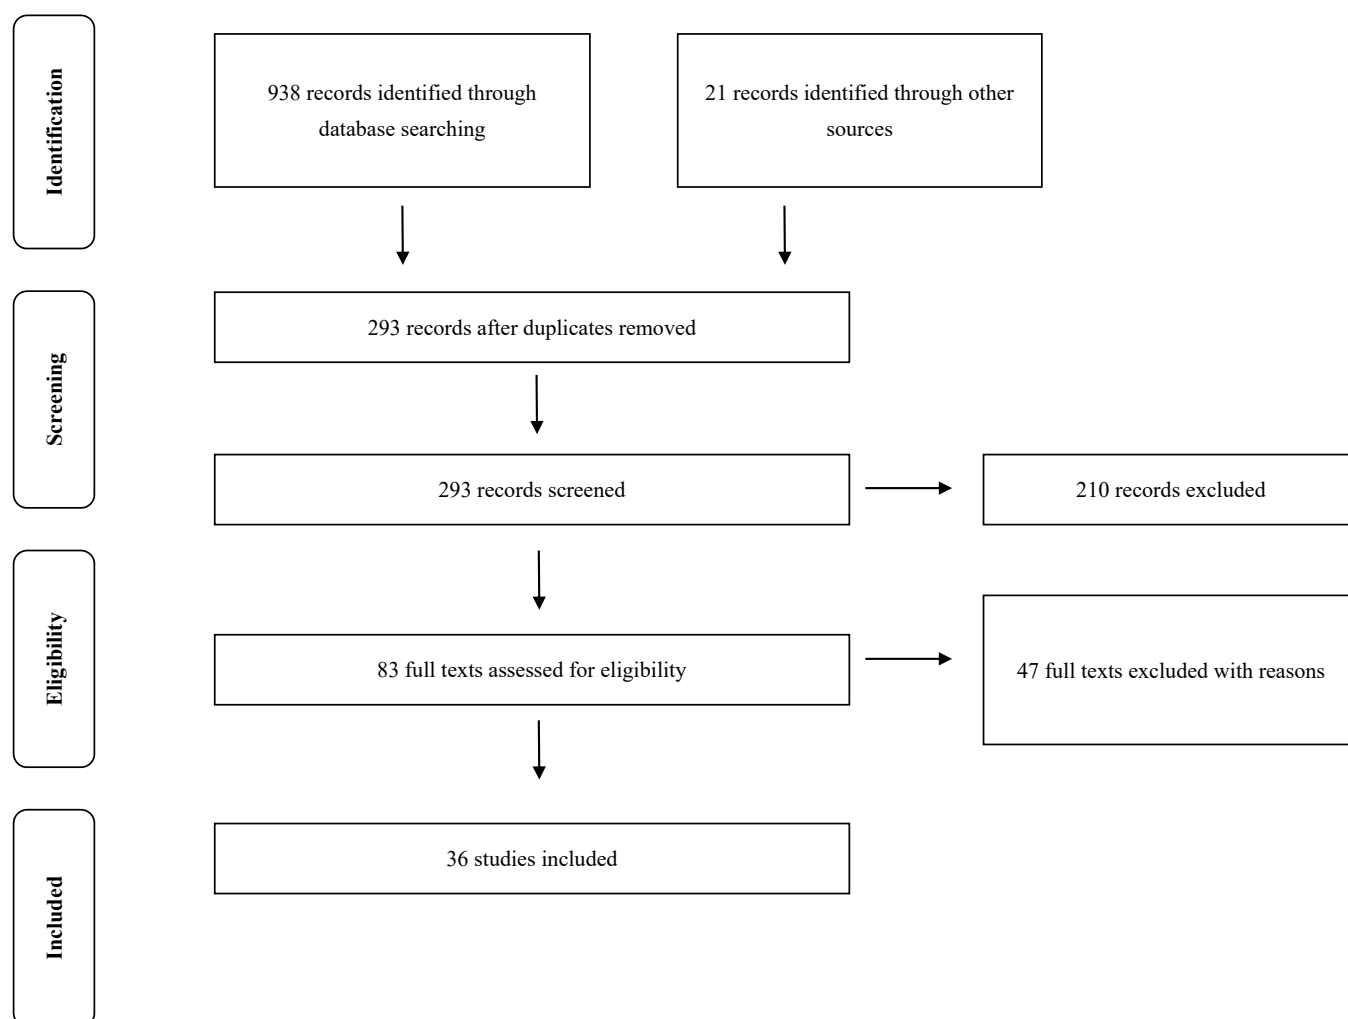 Identification
938 records identified through
database searching
21 records identified through other
sources
Screening
293 records after duplicates removed
293 records screened
210 records excluded
Eligibility
83 full texts assessed for eligibility
47 full texts excluded with reasons
Included
36 studies included